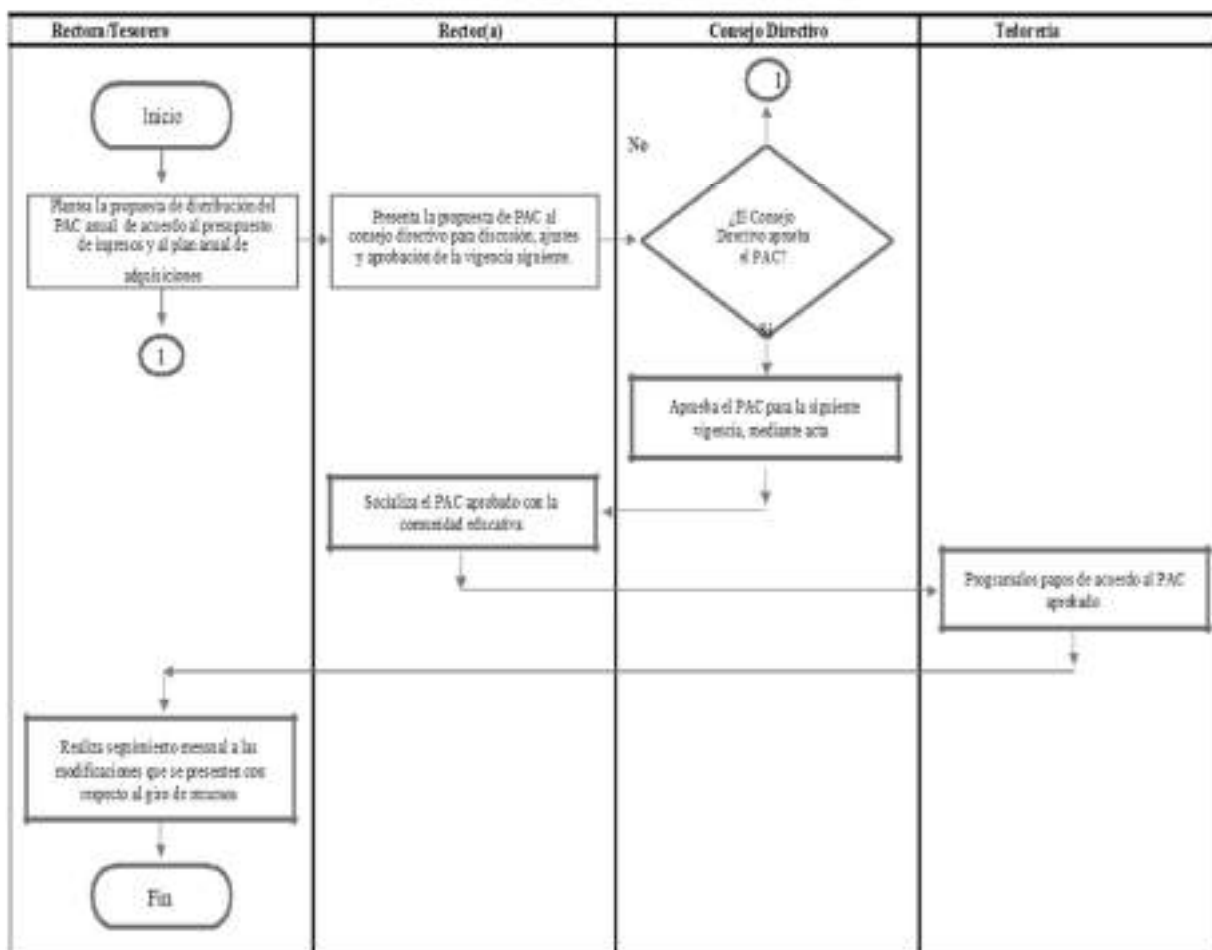 Rectora/Tesorero
Rector(a)
Consejo Directivo
Tesorería
1
Inicio
No
Plantea la propuesta de distribución del
PAC anual de acuerdo al presupuesto
de ingresos y al plan anual de
adquisiciones
Presenta la propuesta de PAC al
consejo directivo para discusión, ajustes
y aprobación de la vigencia siguiente.
¿El Consejo
Directivo aprueba
el PAC?
Si
1
Aprueba el PAC para la siguiente
vigencia, mediante acta
Socializa el PAC aprobado con la
comunidad educativa
Programa los pagos de acuerdo al PAC
aprobado
Realiza seguimiento mensual a las
modificaciones que se presenten con
respecto al giro de recursos
Fin